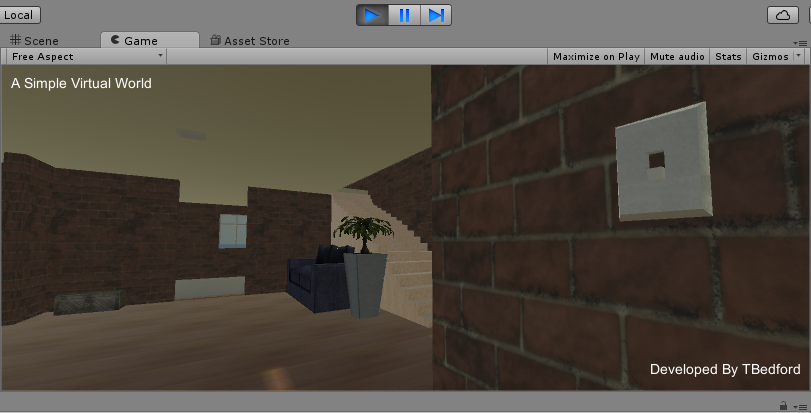 Local
Scene
Game
Asset Store
Free Aspect
Maximize on Play
Mute audio
Stats
Gizmos
A Simple Virtual World
Developed By TBedford